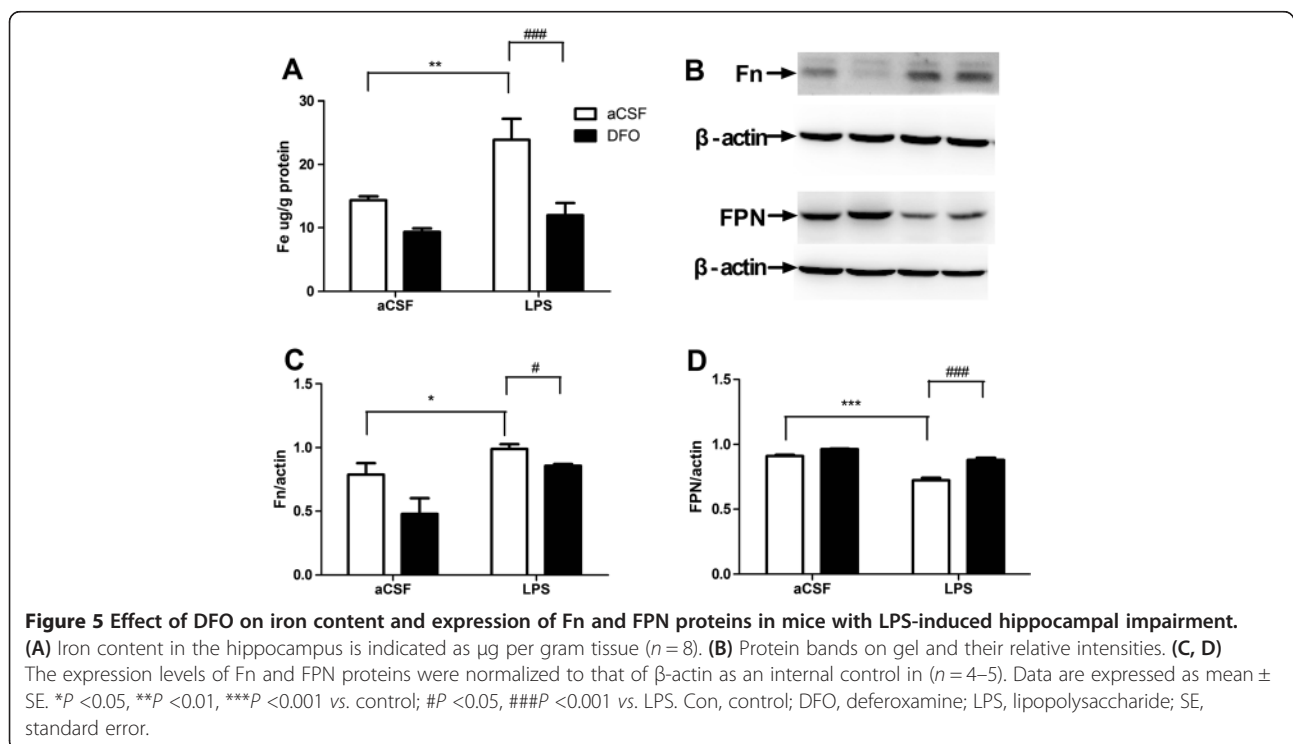 A
**
###
aCSF
DFO
Fe ug/g protein
30
20
10
0
aCSF
LPS
B
Fn
β-actin
FPN
β-actin
C
*
#
Fn/actin
1.5
1.0
0.5
0.0
aCSF
LPS
D
***
###
FPN/actin
1.5
1.0
0.5
0.0
aCSF
LPS
Figure 5 Effect of DFO on iron content and expression of Fn and FPN proteins in mice with LPS-induced hippocampal impairment.
(A) Iron content in the hippocampus is indicated as μg per gram tissue (n = 8). (B) Protein bands on gel and their relative intensities. (C, D)
The expression levels of Fn and FPN proteins were normalized to that of β-actin as an internal control in (n = 4–5). Data are expressed as mean ±
SE. *P <0.05, **P <0.01, ***P <0.001 vs. control; #P <0.05, ###P <0.001 vs. LPS. Con, control; DFO, deferoxamine; LPS, lipopolysaccharide; SE,
standard error.